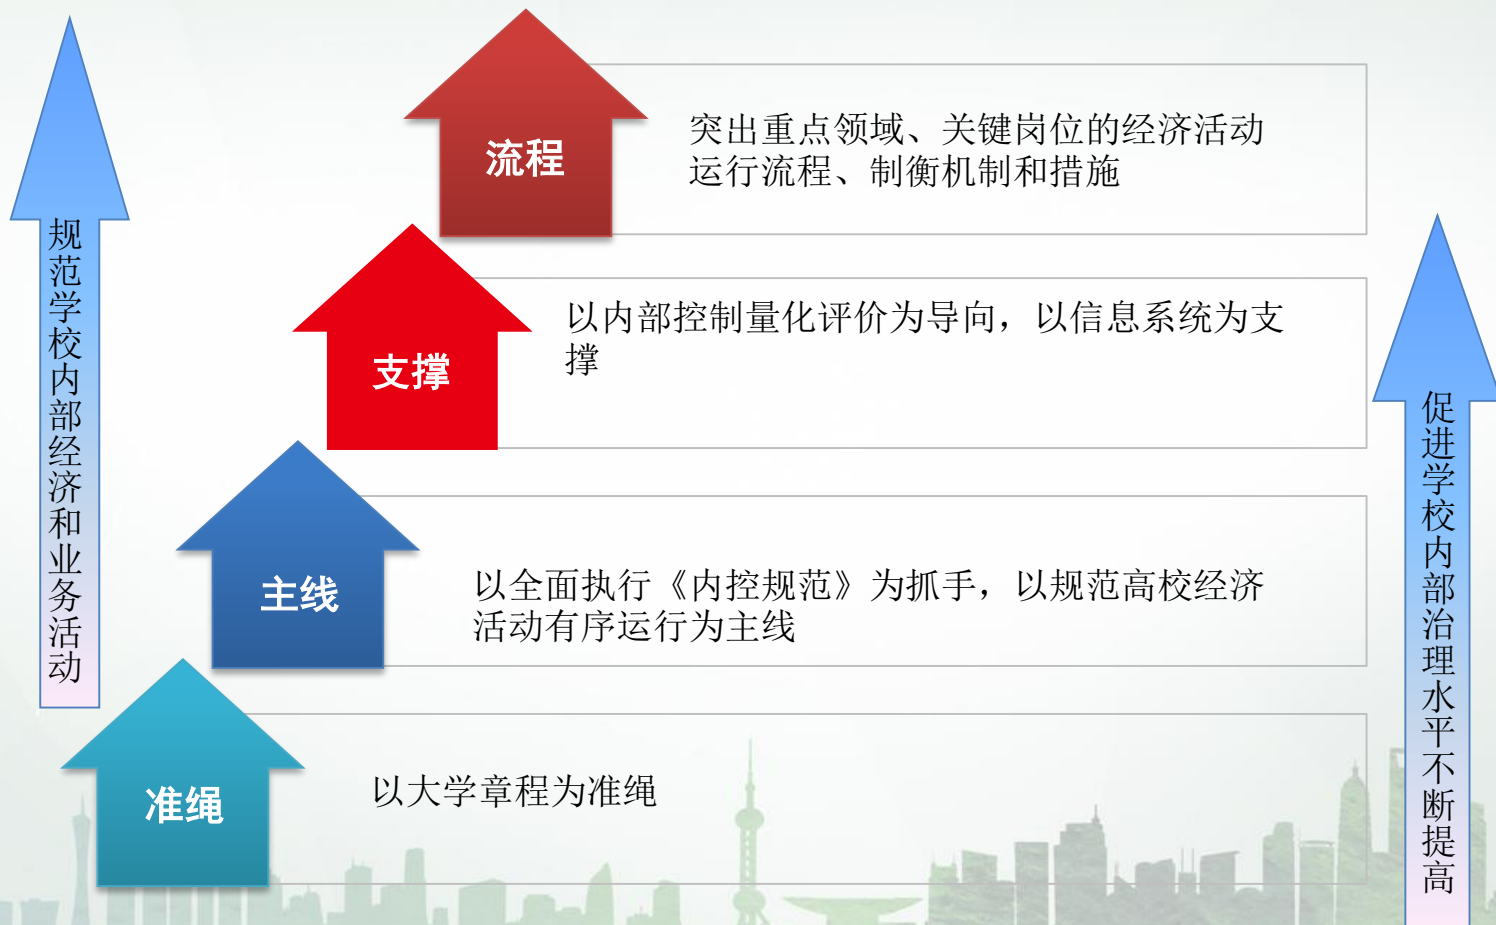 规范学校内部经济和业务活动
流程
突出重点领域、关键岗位的经济活动
运行流程、制衡机制和措施
支撑
以内部控制量化评价为导向，以信息系统为支
撑
主线
以全面执行《内控规范》为抓手，以规范高校经济
活动有序运行为主线
准绳
以大学章程为准绳
促进学校内部治理水平不断提高